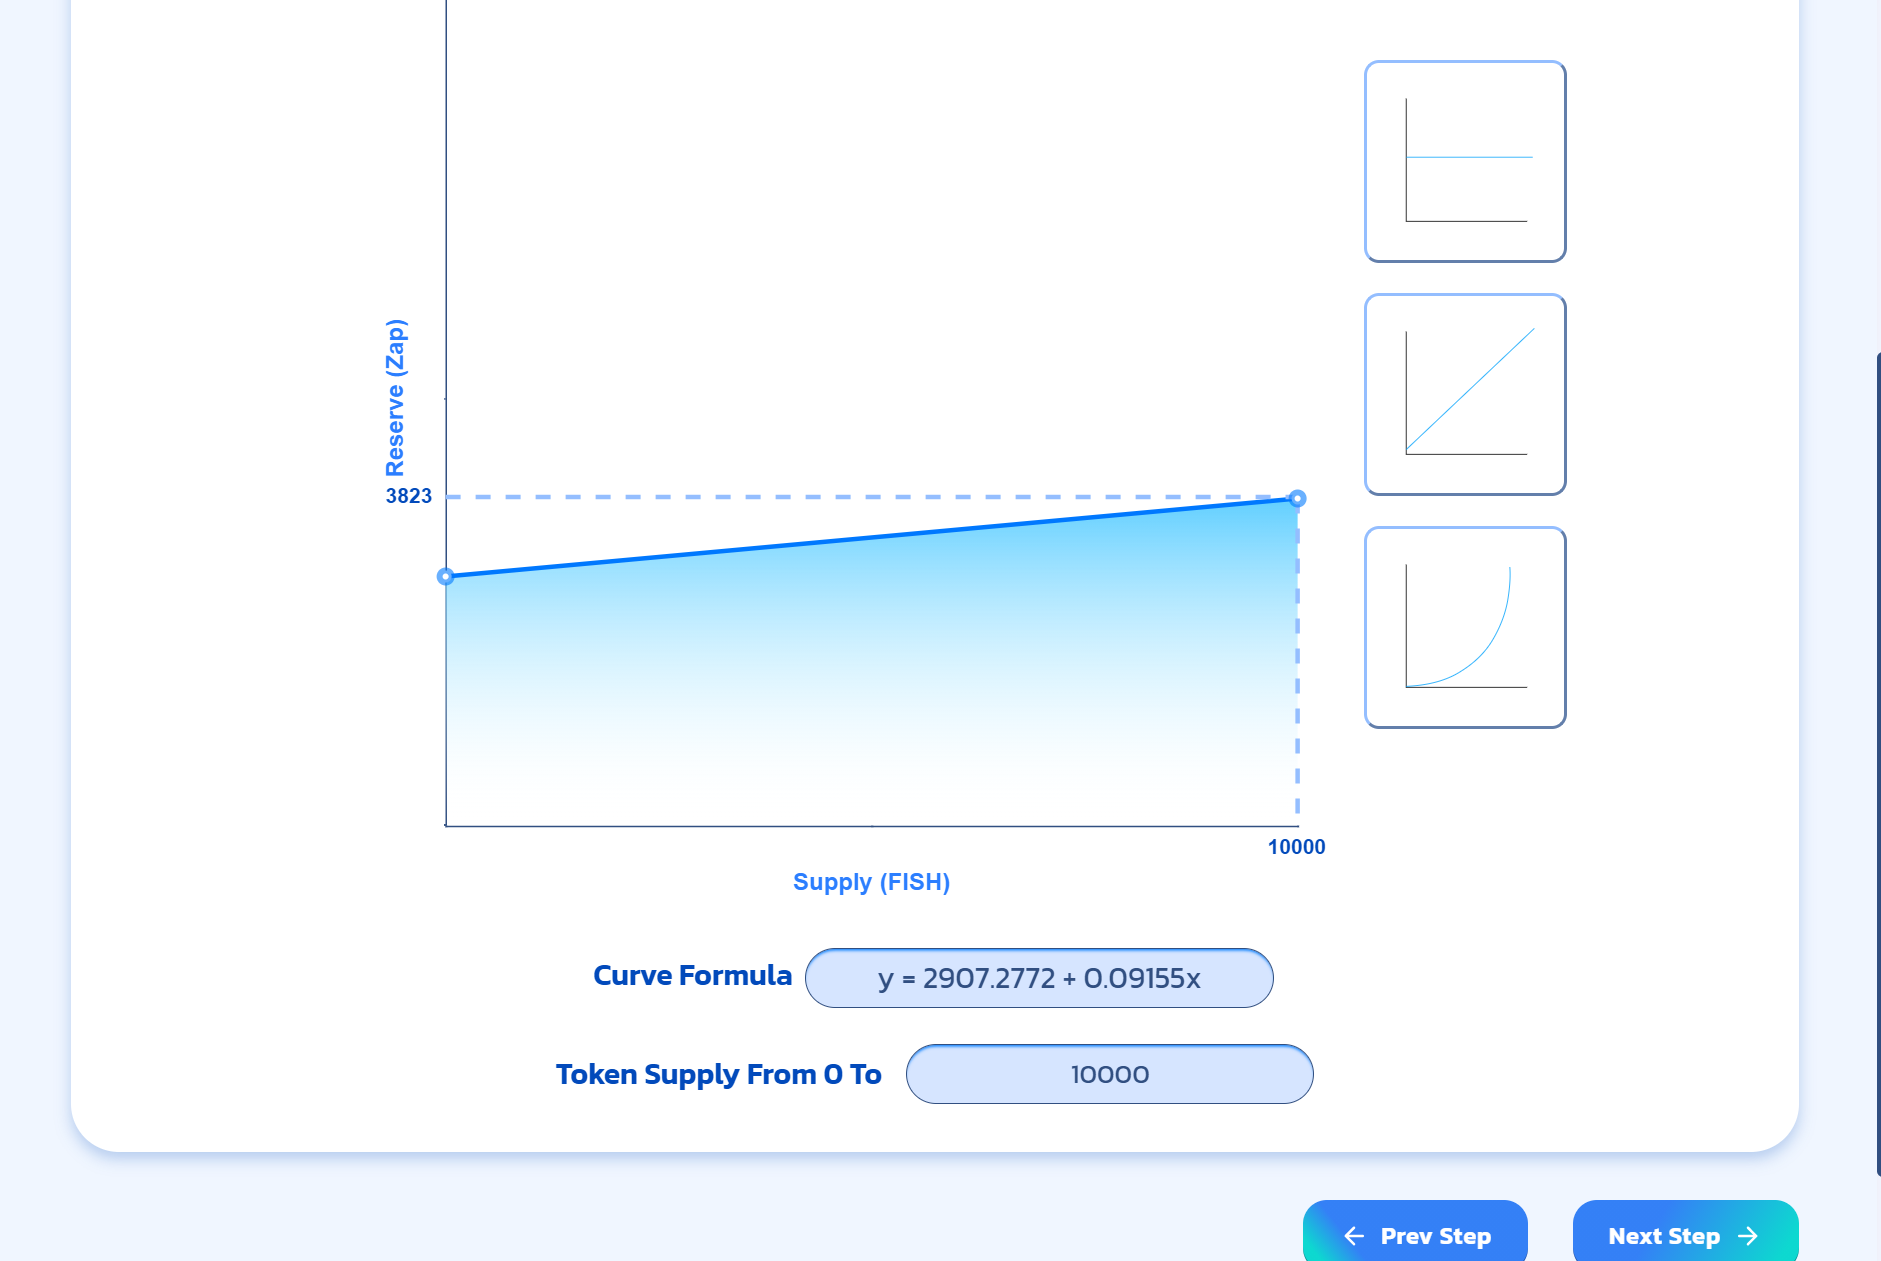 Reserve (Zap)
3823
10000
Supply (FISH)
Curve Formula y = 2907.2772 + 0.09155x
Token Supply From 0 To 10000
Prev Step Next Step